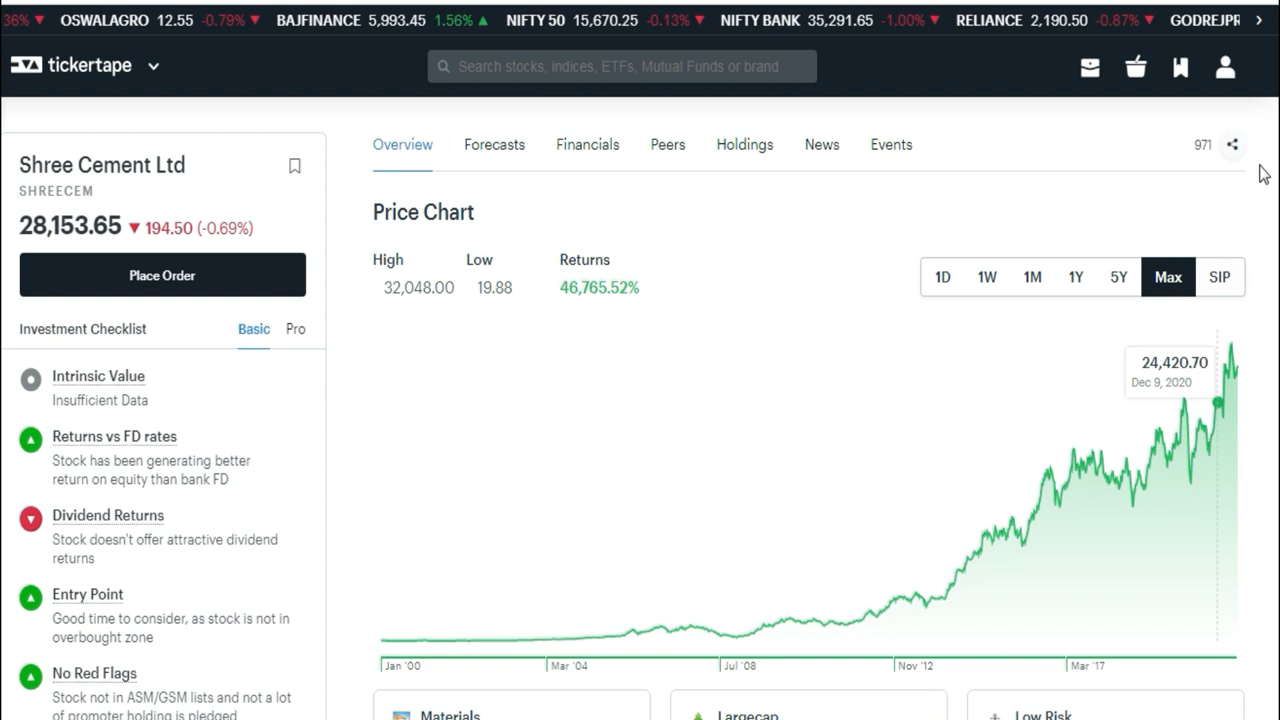 36% ▼ OSWALAGRO 12.55 -0.79% ▼ BAJFINANCE 5,993.45 1.56% ▲ NIFTY 50 15,670.25 -0.13% ▼ NIFTY BANK 35,291.65 -1.00% ▼ RELIANCE 2,190.50 -0.87% ▼ GODREJPR
tickertape
Search stocks, indices, ETFs, Mutual Funds or brand
Shree Cement Ltd
SHREECEM
28,153.65 ▼ 194.50 (-0.69%)
Place Order
Investment Checklist Basic Pro
Intrinsic Value
Insufficient Data
Returns vs FD rates
Stock has been generating better
return on equity than bank FD
Dividend Returns
Stock doesn't offer attractive dividend
returns
Entry Point
Good time to consider, as stock is not in
overbought zone
No Red Flags
Stock not in ASM/GSM lists and not a lot
of promoter holding is pledged
Overview Forecasts Financials Peers Holdings News Events 971
Price Chart
High Low Returns
32,048.00 19.88 46,765.52%
1D 1W 1M 1Y 5Y Max SIP
24,420.70
Dec 9, 2020
Jan '00 Mar '04 Jul '08 Nov '12 Mar '17
Materials Largecap Low Risk